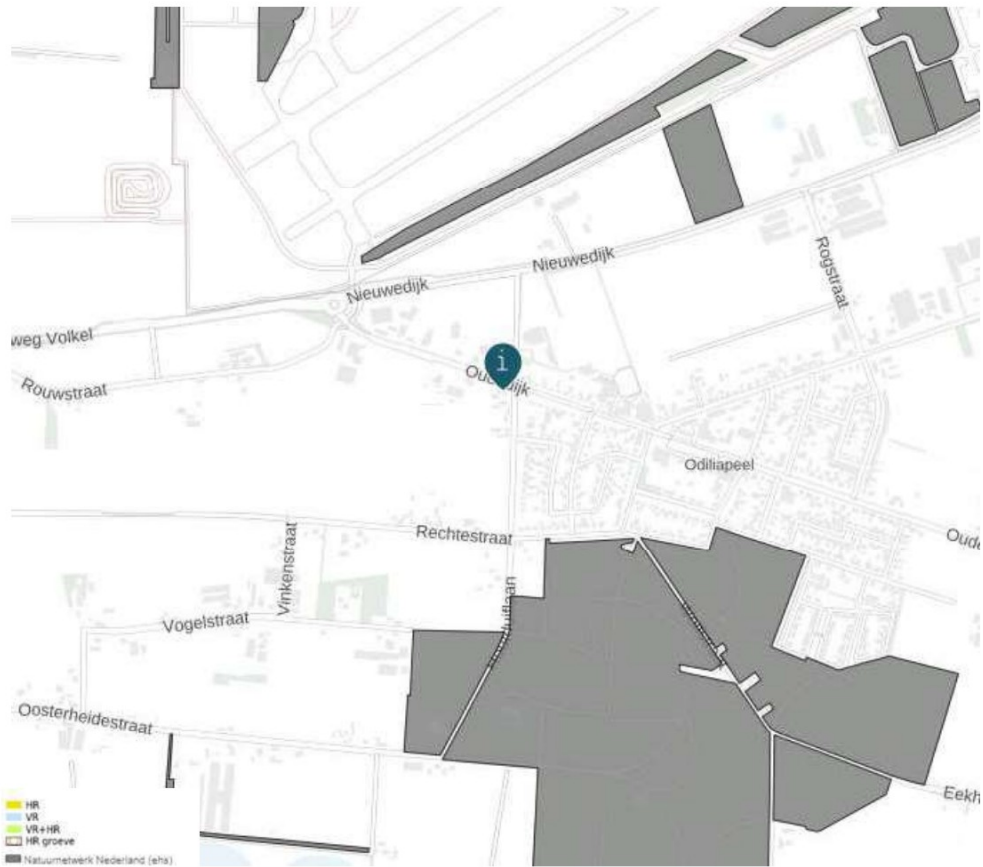 Nieuwedijk
Nieuwedijk
Rogstraat
weg Volkel
Rouwstraat
i
Odiliapeel
Rechtestraat
Oude
Vinkenstraat
Vogelstraat
Oosterheidestraat
Eekh
HR
VR
VR+HR
HR groeve
Natuurnetwerk Nederland (ehs)